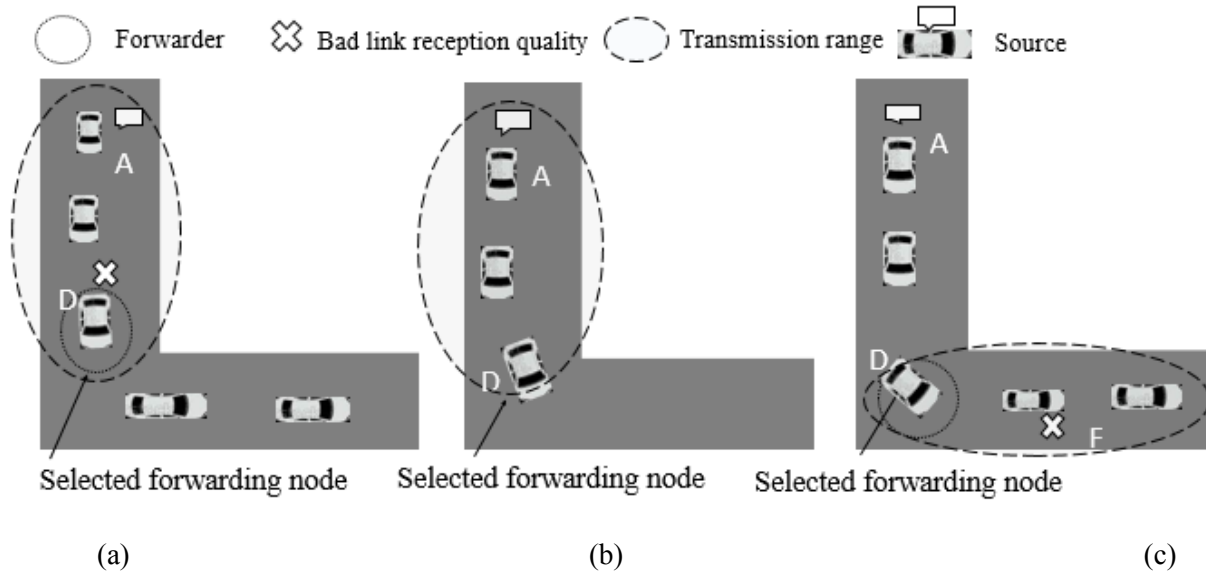 Forwarder
Bad link reception quality
Transmission range
Source
A
D
Selected forwarding node
A
D
Selected forwarding node
A
D
F
Selected forwarding node
(a)
(b)
(c)